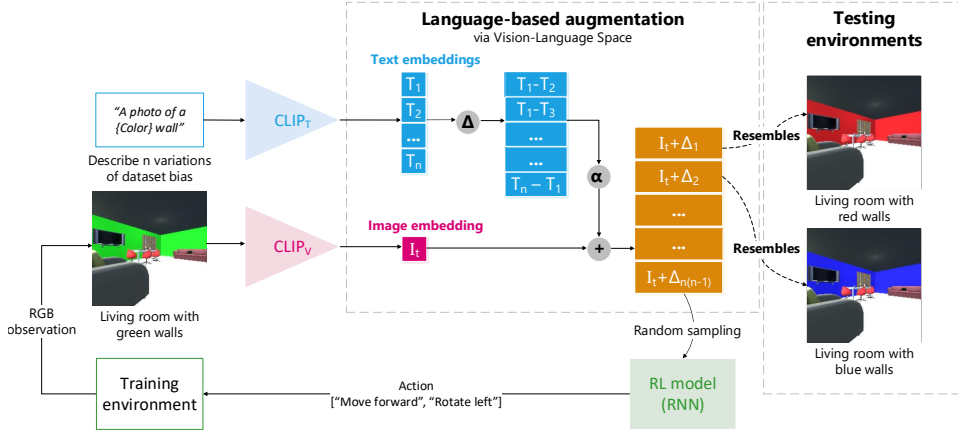 Language-based augmentation
via Vision-Language Space
Testing
environments
Text embeddings
T1
T2
...
Tn
Δ
T1-T2
T1-T3
...
...
Tn – T1
α
"A photo of a
{Color} wall"
CLIPT
Describe n variations
of dataset bias
CLIPV
Image embedding
It
+
It+Δ1
It+Δ2
...
...
It+Δn(n-1)
Resembles
Resembles
Living room with
red walls
Living room with
blue walls
RGB
observation
Living room with
green walls
Random sampling
Training
environment
Action
["Move forward", "Rotate left"]
RL model
(RNN)